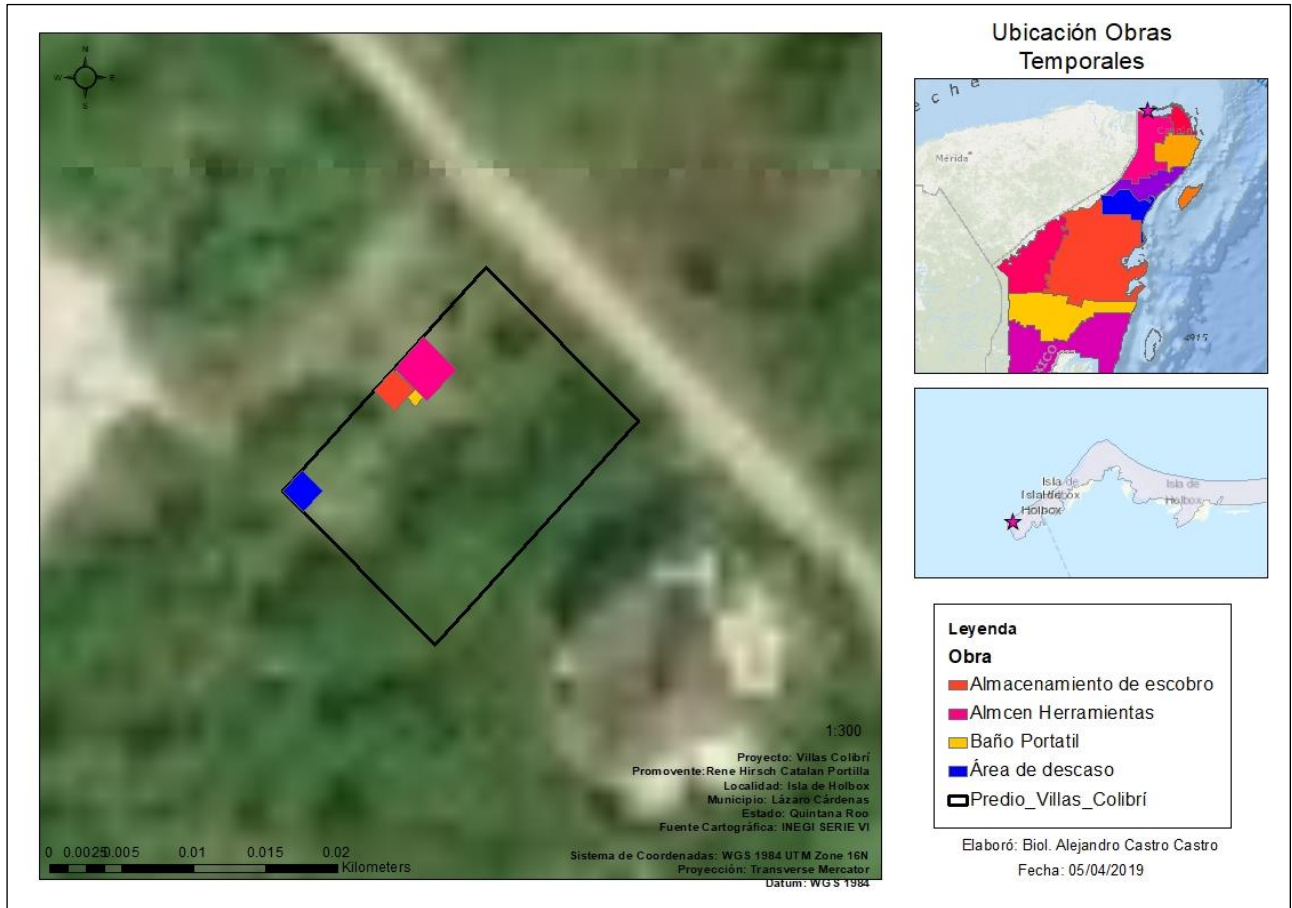 N
W E
S
1:300
Proyecto: Villas Colibrí
Promovente:Rene Hirsch Catalan Portilla
Localidad: Isla de Holbox
Municipio: Lázaro Cárdenas
Estado: Quintana Roo
Fuente Cartográfica: INEGI SERIE VI
Sistema de Coordenadas: WGS 1984 UTM Zone 16N
Proyección: Transverse Mercator
Datum: WGS 1984
0 0.00250.005 0.01 0.015 0.02
Kilometers
Ubicación Obras
Temporales
eche
Mérida
4915
Isla de
Holbox
Isla de
Holbox
Leyenda
Obra
Almacenamiento de escobro
Almcen Herramientas
Baño Portatil
Área de descaso
Predio_Villas_Colibrí
Elaboró: Biol. Alejandro Castro Castro
Fecha: 05/04/2019